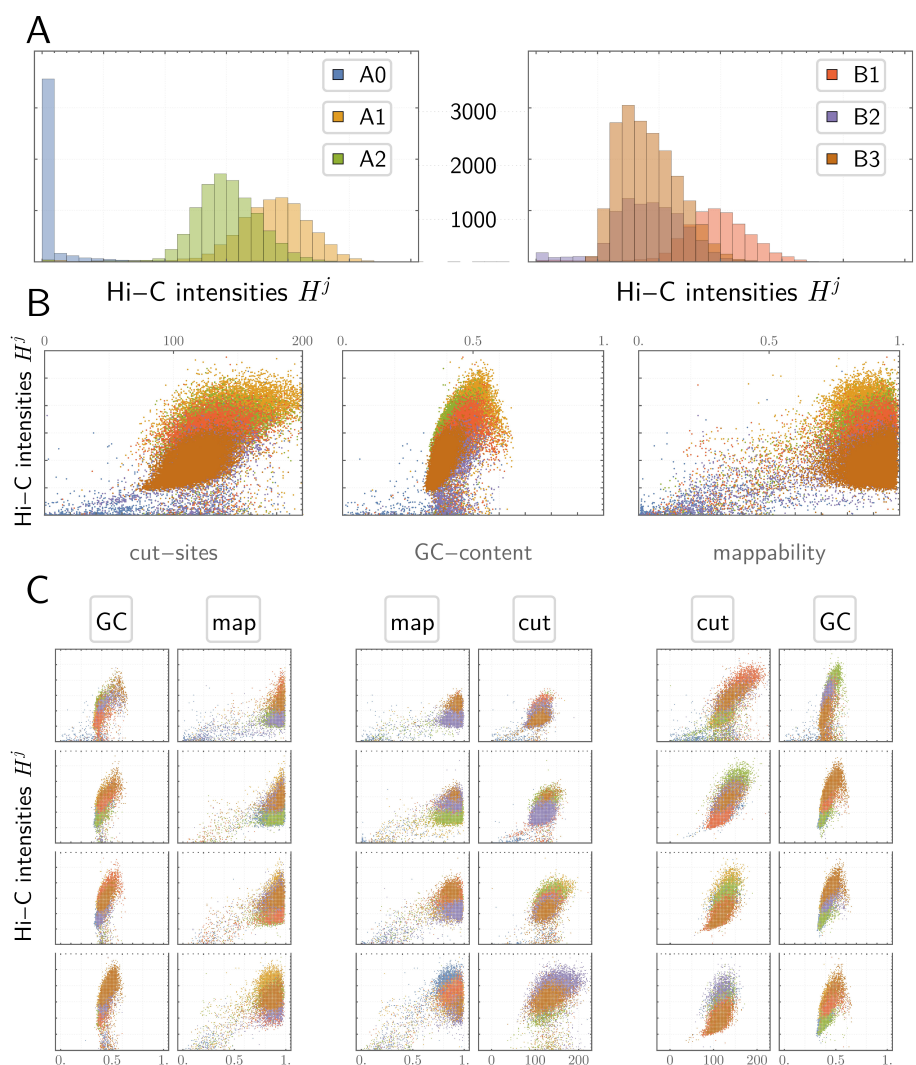 A
A0
A1
A2
3000
2000
1000
B1
B2
B3
Hi–C intensities H^j
Hi–C intensities H^j
B
0 100 200
0. 0.5 1.
0. 0.5 1.
Hi–C intensities H^j
cut–sites
GC–content
mappability
C
GC
map
map
cut
cut
GC
Hi–C intensities H^j
0. 0.5 1.
0. 0.5 1.
0. 0.5 1.
0 100 200
0 100 200
0. 0.5 1.